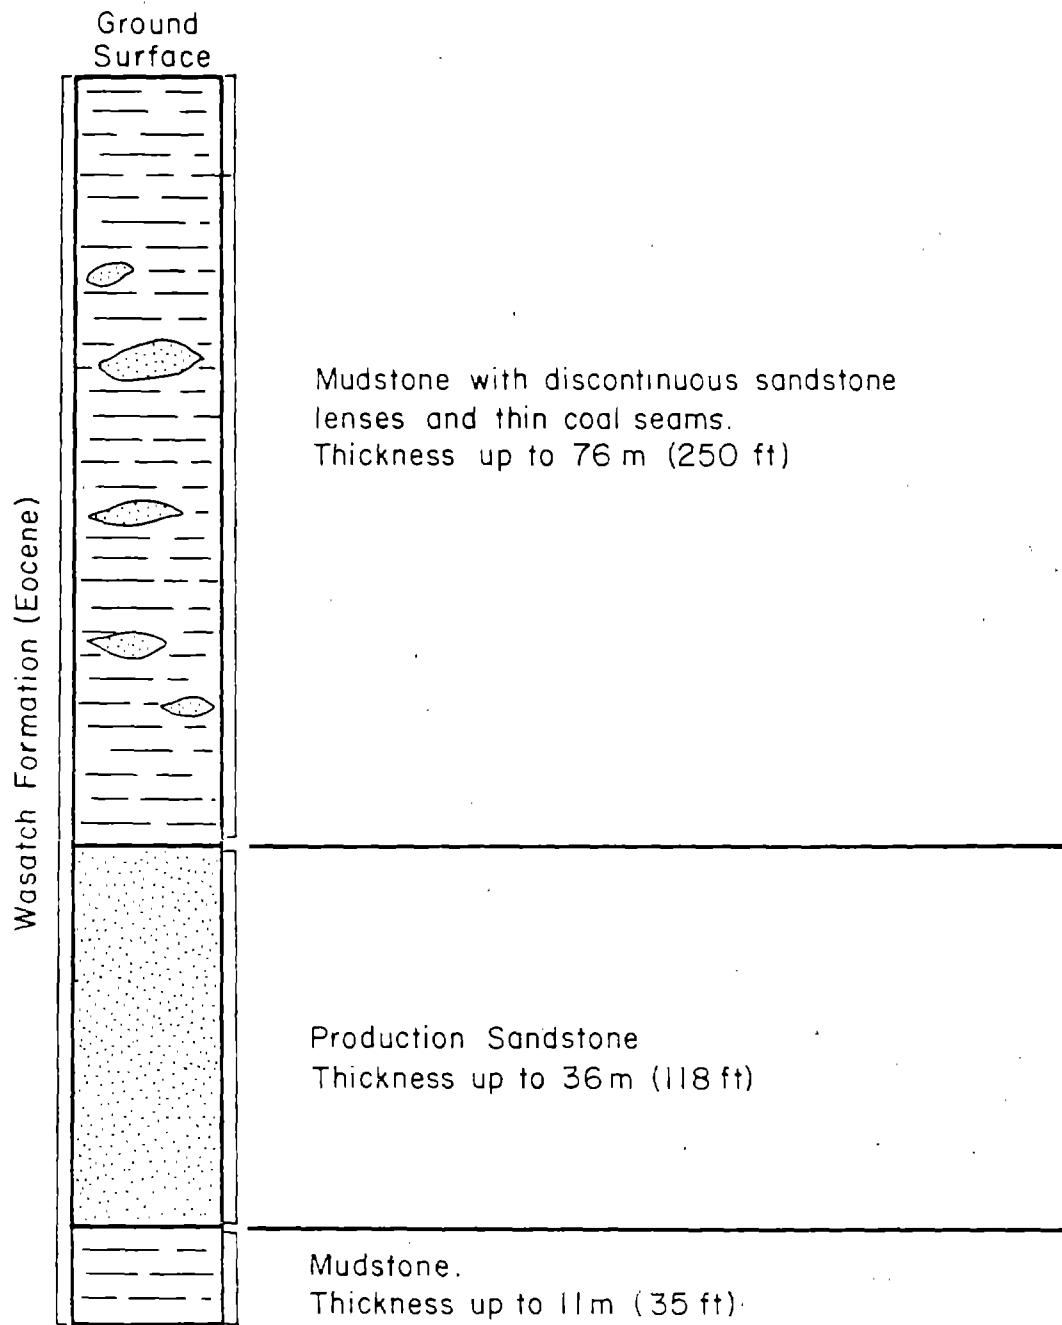 Ground
Surface
Wasatch Formation (Eocene)
Mudstone with discontinuous sandstone
lenses and thin coal seams.
Thickness up to 76 m (250 ft)
Production Sandstone
Thickness up to 36 m (118 ft)
Mudstone.
Thickness up to 11 m (35 ft)